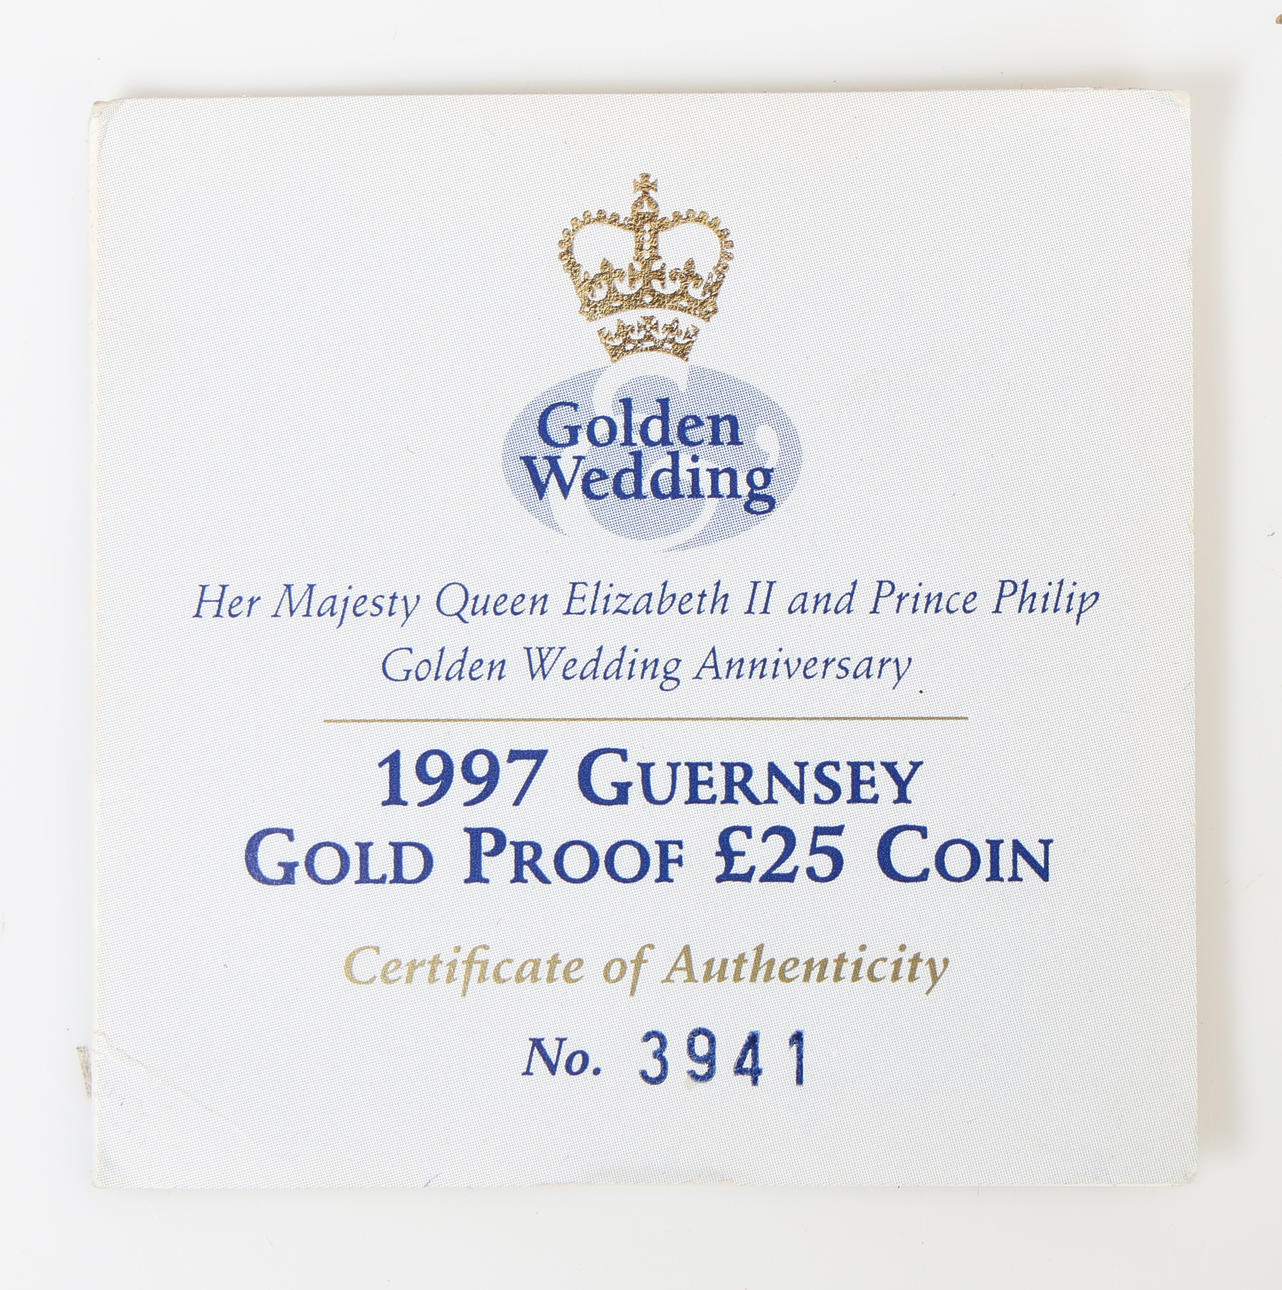 Golden
Wedding
Her Majesty Queen Elizabeth II and Prince Philip
Golden Wedding Anniversary
1997 GUERNSEY
GOLD PROOF £25 COIN
Certificate of Authenticity
No. 3941